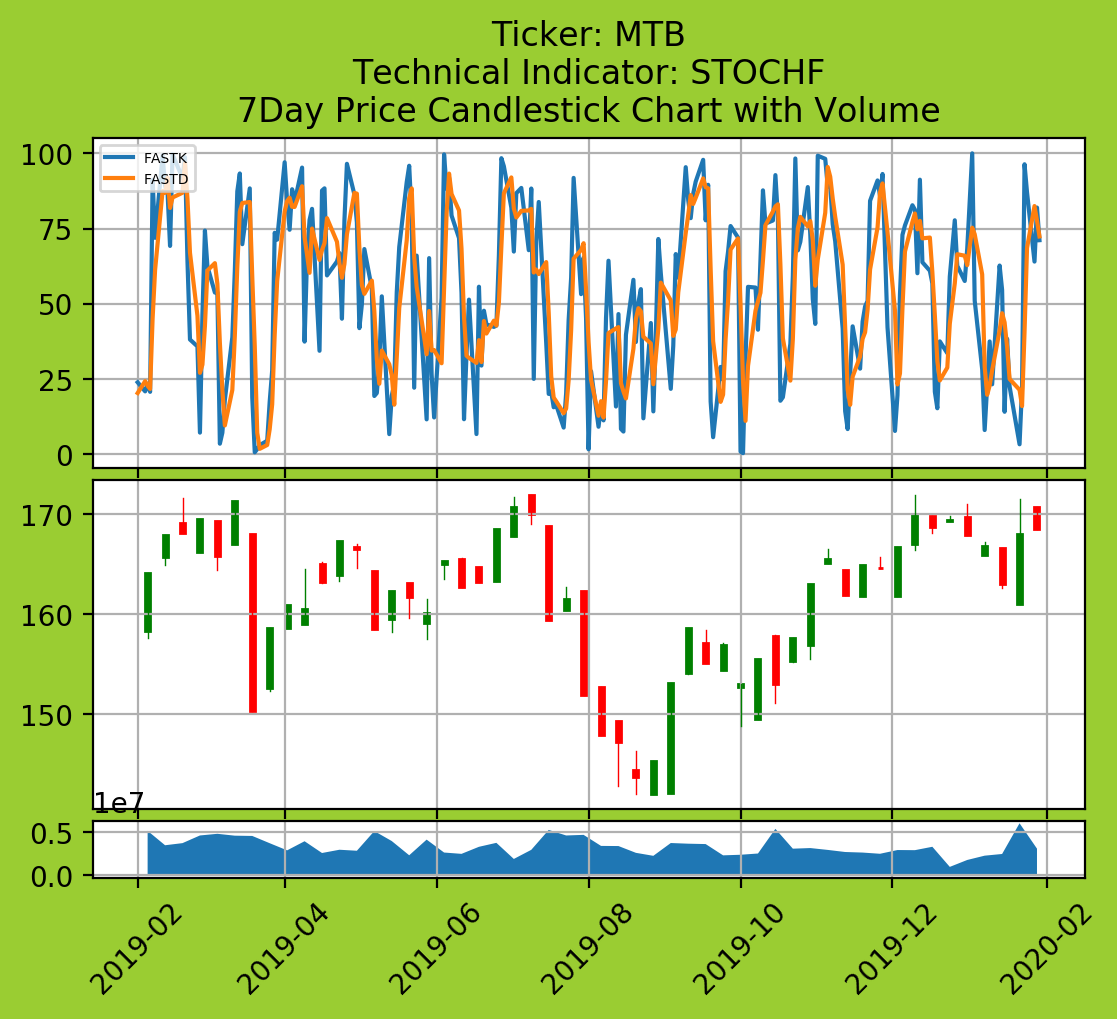 Ticker: MTB
Technical Indicator: STOCHF
7Day Price Candlestick Chart with Volume
100
75
50
25
0
FASTK
FASTD
170
160
150
1e7
0.5
0.0
2019-02
2019-04
2019-06
2019-08
2019-10
2019-12
2020-02